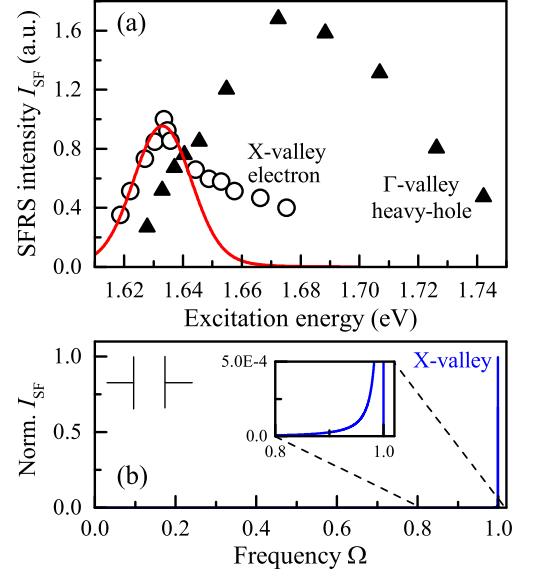 (a)
SFRS intensity I_SF (a.u.)
1.6
1.2
0.8
0.4
0.0
X-valley
electron
Γ-valley
heavy-hole
1.62 1.64 1.66 1.68 1.70 1.72 1.74
Excitation energy (eV)
Norm. I_SF
1.0
0.5
0.0
5.0E-4
0.0
0.8 1.0
X-valley
(b)
0.0 0.2 0.4 0.6 0.8 1.0
Frequency Ω